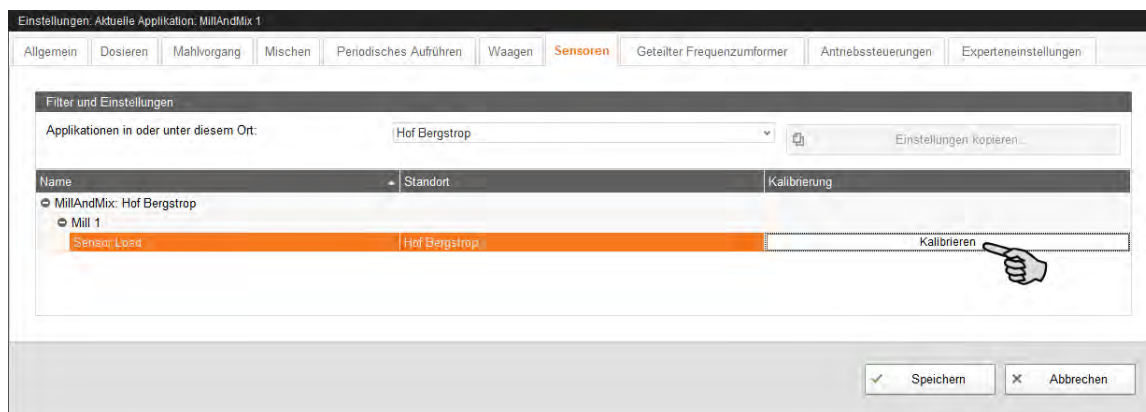 Einstellungen: Aktuelle Applikation: MillAndMix 1
Allgemein Dosieren Mahlvorgang Mischen Periodisches Aufrühren Waagen Sensoren Geteilter Frequenzumformer Antriebssteuerungen Experteneinstellungen
Filter und Einstellungen
Applikationen in oder unter diesem Ort: Hof Bergstrop Einstellungen kopieren...
Name Standort Kalibrierung
MillAndMix: Hof Bergstrop
Mill 1
Sensor Load Hof Bergstrop Kalibrieren
Speichern Abbrechen